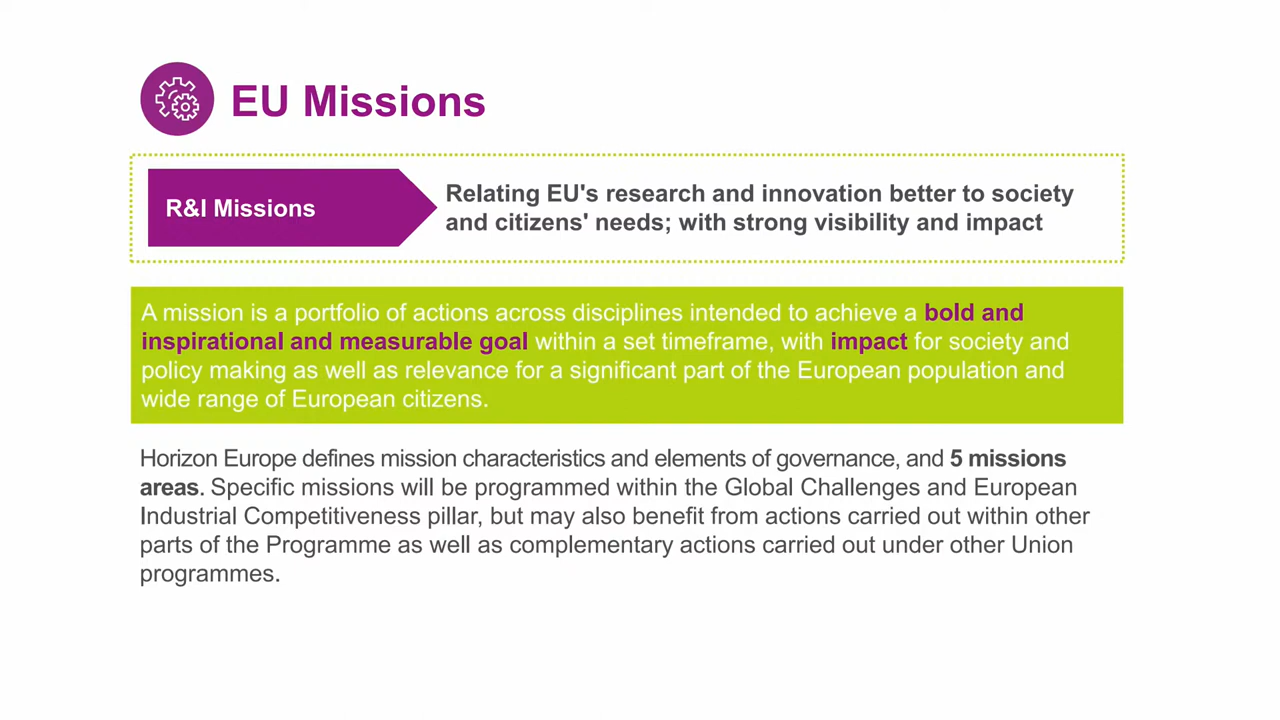 EU Missions
R&I Missions
Relating EU's research and innovation better to society
and citizens' needs; with strong visibility and impact
A mission is a portfolio of actions across disciplines intended to achieve a bold and
inspirational and measurable goal within a set timeframe, with impact for society and
policy making as well as relevance for a significant part of the European population and
wide range of European citizens.
Horizon Europe defines mission characteristics and elements of governance, and 5 missions
areas. Specific missions will be programmed within the Global Challenges and European
Industrial Competitiveness pillar, but may also benefit from actions carried out within other
parts of the Programme as well as complementary actions carried out under other Union
programmes.